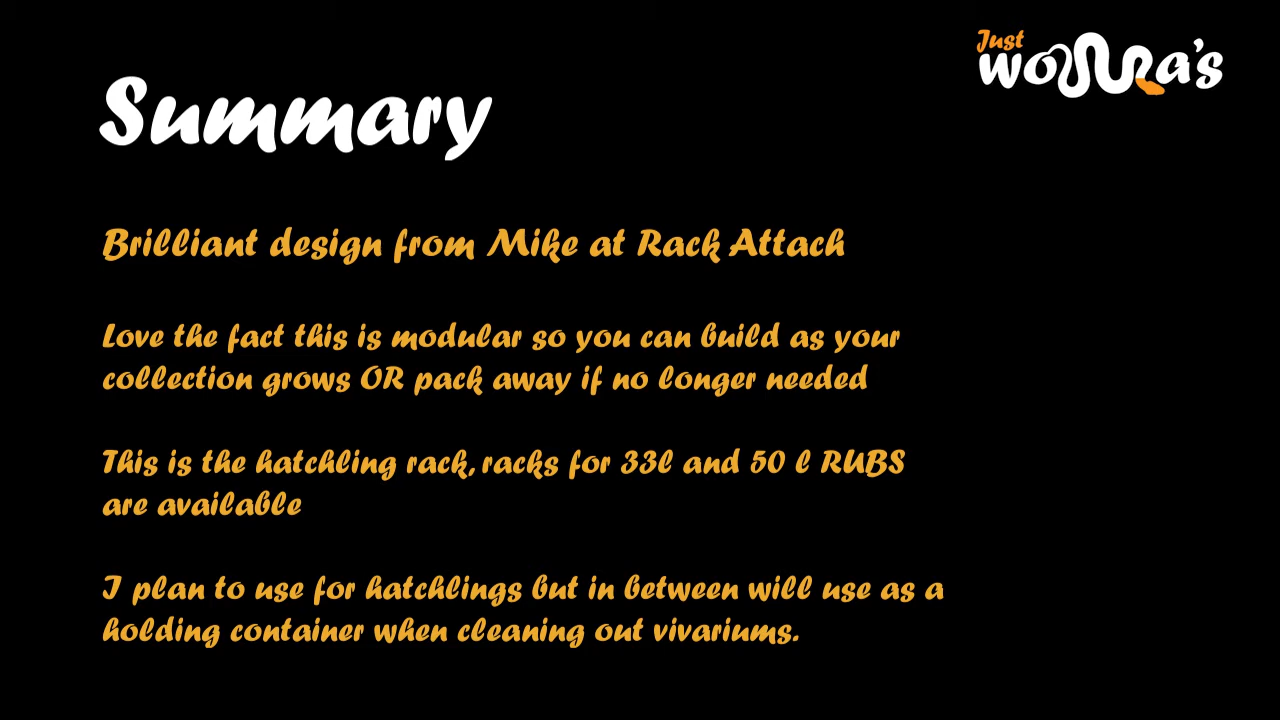 Just
woma's
Summary
Brilliant design from Mike at Rack Attach
Love the fact this is modular so you can build as your
collection grows OR pack away if no longer needed
This is the hatchling rack, racks for 33l and 50 l RUBS
are available
I plan to use for hatchlings but in between will use as a
holding container when cleaning out vivariums.